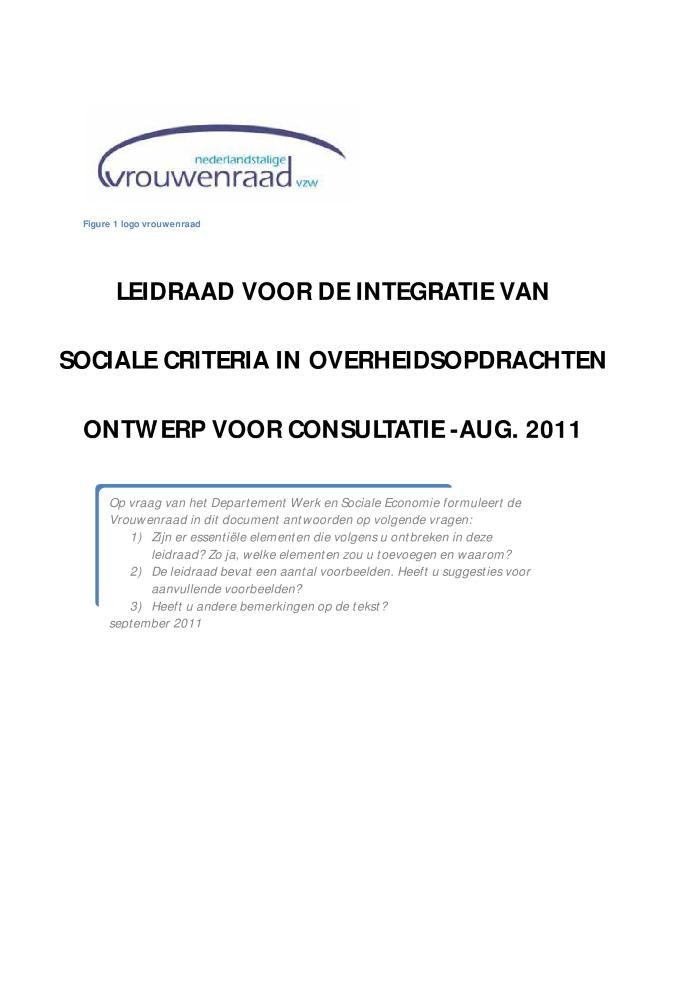 nederlandstalige
vrouwenraad vzw
Figure 1 logo vrouwenraad
LEIDRAAD VOOR DE INTEGRATIE VAN
SOCIALE CRITERIA IN OVERHEIDSOPDRACHTEN
ONTWERP VOOR CONSULTATIE - AUG. 2011
Op vraag van het Departement Werk en Sociale Economie formuleert de
Vrouwenraad in dit document antwoorden op volgende vragen:
1) Zijn er essentiële elementen die volgens u ontbreken in deze
leidraad? Zo ja, welke elementen zou u toevoegen en waarom?
2) De leidraad bevat een aantal voorbeelden. Heeft u suggesties voor
aanvullende voorbeelden?
3) Heeft u andere bemerkingen op de tekst?
september 2011